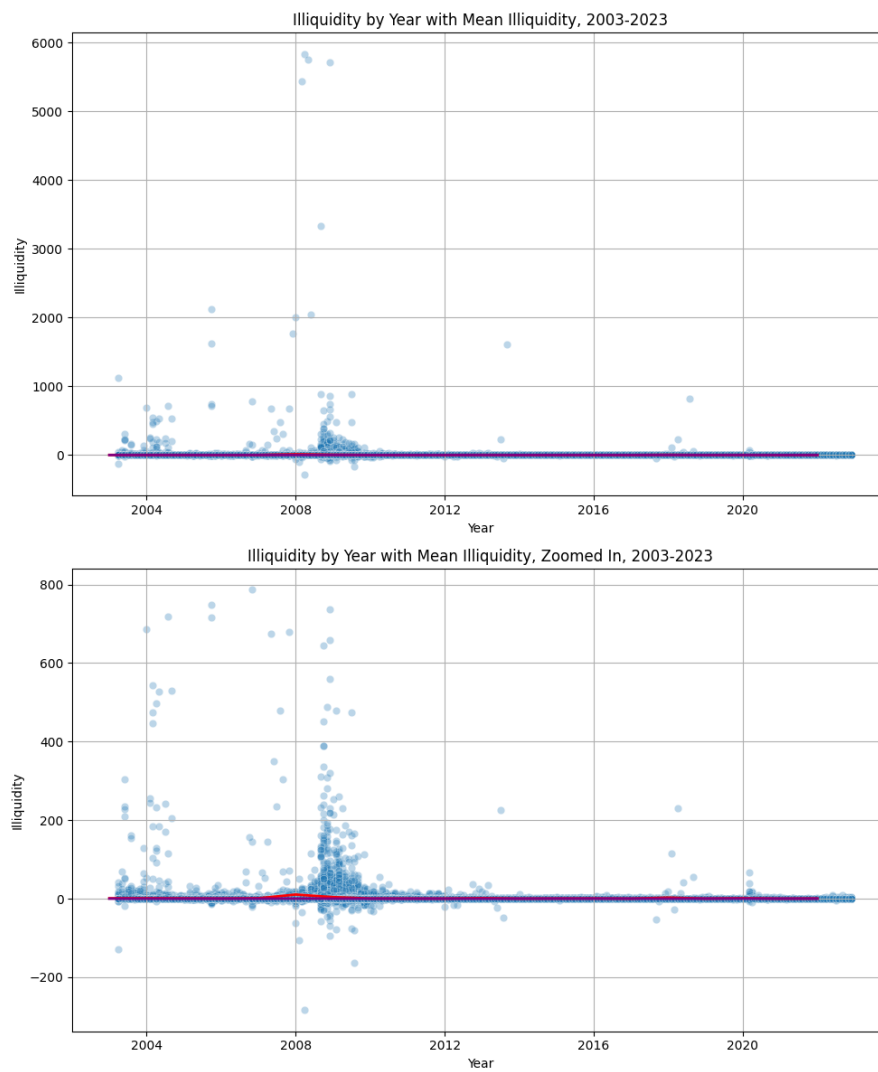 Illiquidity by Year with Mean Illiquidity, 2003-2023
6000
5000
4000
3000
2000
1000
0
Illiquidity
2004 2008 2012 2016 2020
Year
Illiquidity by Year with Mean Illiquidity, Zoomed In, 2003-2023
800
600
400
200
0
−200
Illiquidity
2004 2008 2012 2016 2020
Year